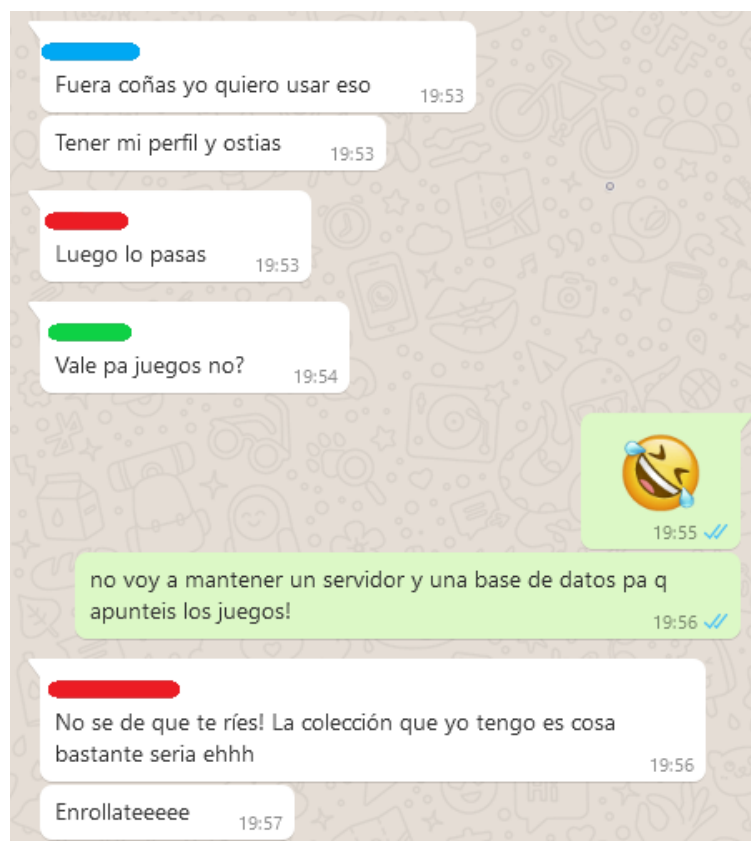 Fuera coñas yo quiero usar eso
19:53
Tener mi perfil y ostias
19:53
Luego lo pasas
19:53
Vale pa juegos no?
19:54
19:55
no voy a mantener un servidor y una base de datos pa q
apunteis los juegos!
19:56
No se de que te ríes! La colección que yo tengo es cosa
bastante seria ehhh
19:56
Enrollateeeee
19:57